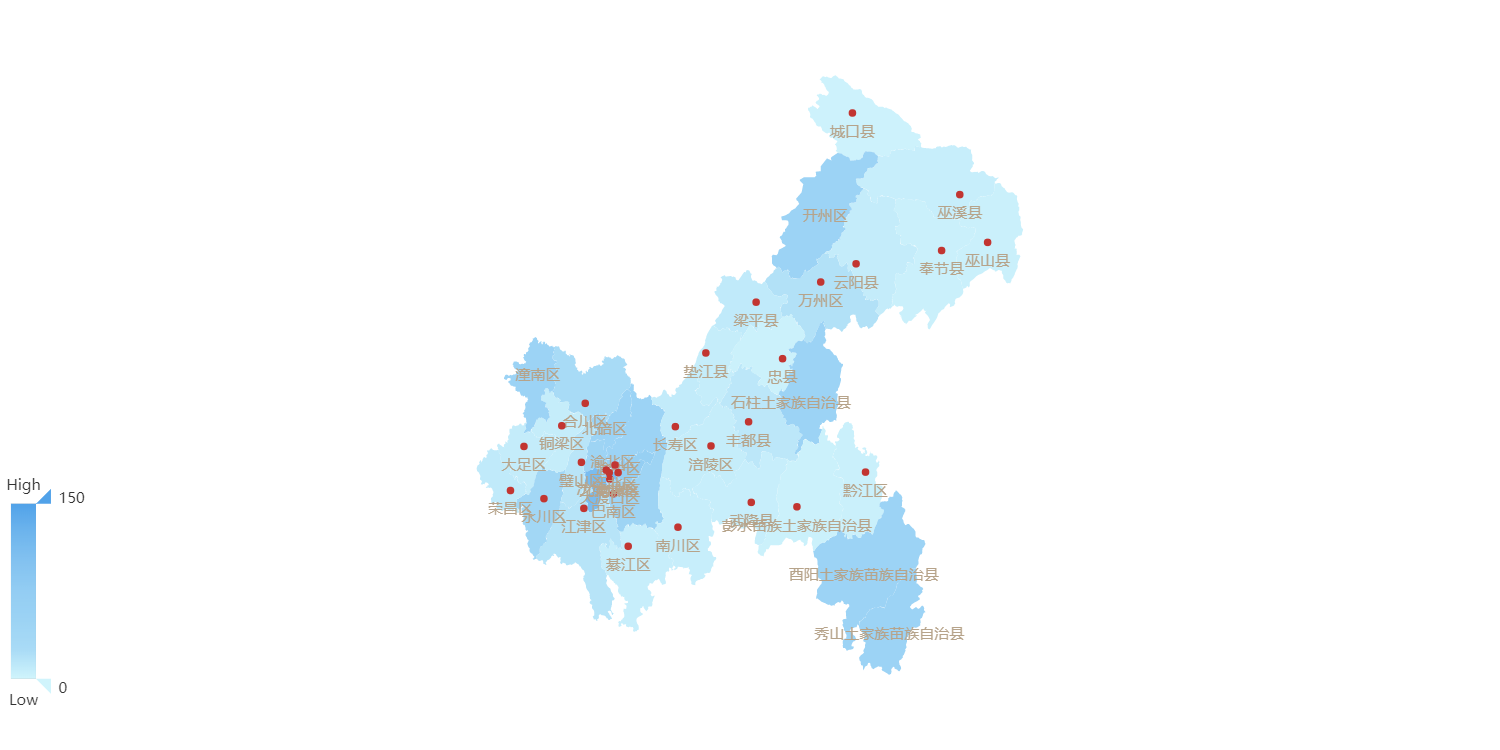 城口县
巫溪县
开州区
奉节县
巫山县
云阳县
万州区
梁平县
垫江县
忠县
潼南区
石柱土家族自治县
合川区
北碚区
铜梁区
长寿区
丰都县
大足区
渝北区
涪陵区
璧山区
High
150
黔江区
荣昌区
永川区
大渡口区
巴南区
江津区
武隆县
彭水苗族土家族自治县
南川区
綦江区
酉阳土家族苗族自治县
秀山土家族苗族自治县
0
Low